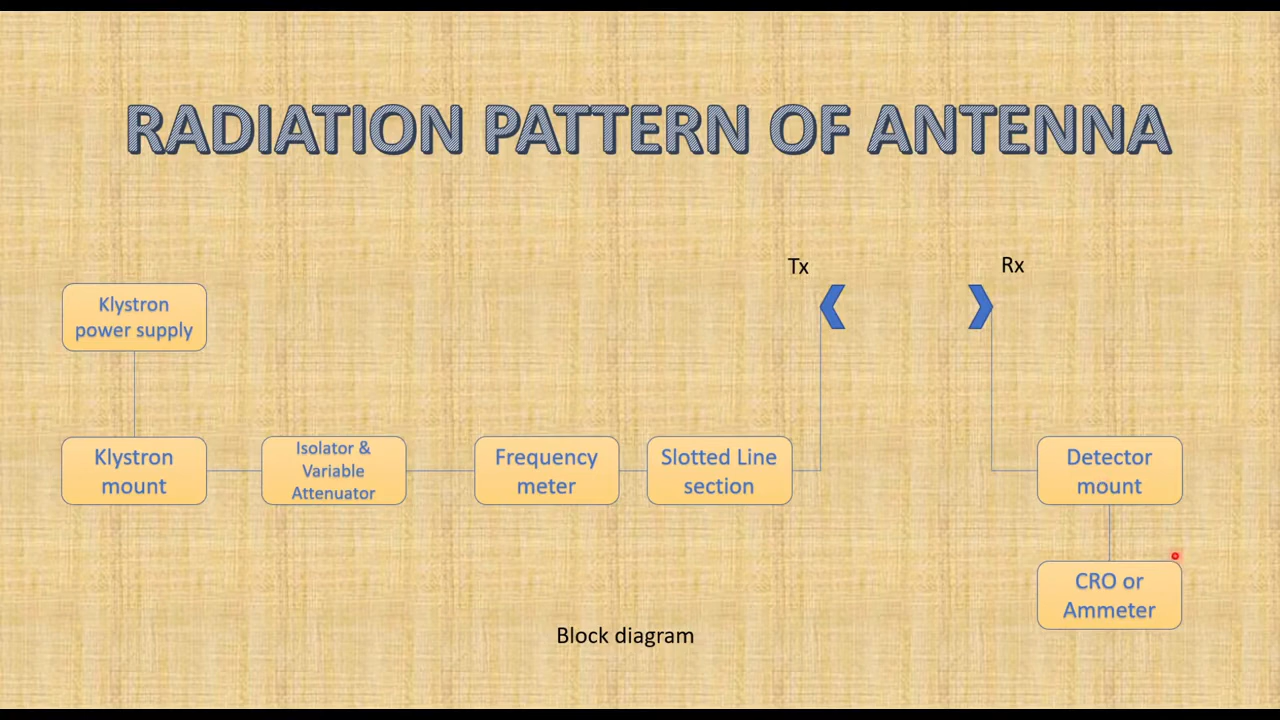 RADIATION PATTERN OF ANTENNA
Tx
Rx
Klystron
power supply
Klystron
mount
Isolator &
Variable
Attenuator
Frequency
meter
Slotted Line
section
Detector
mount
CRO or
Ammeter
Block diagram